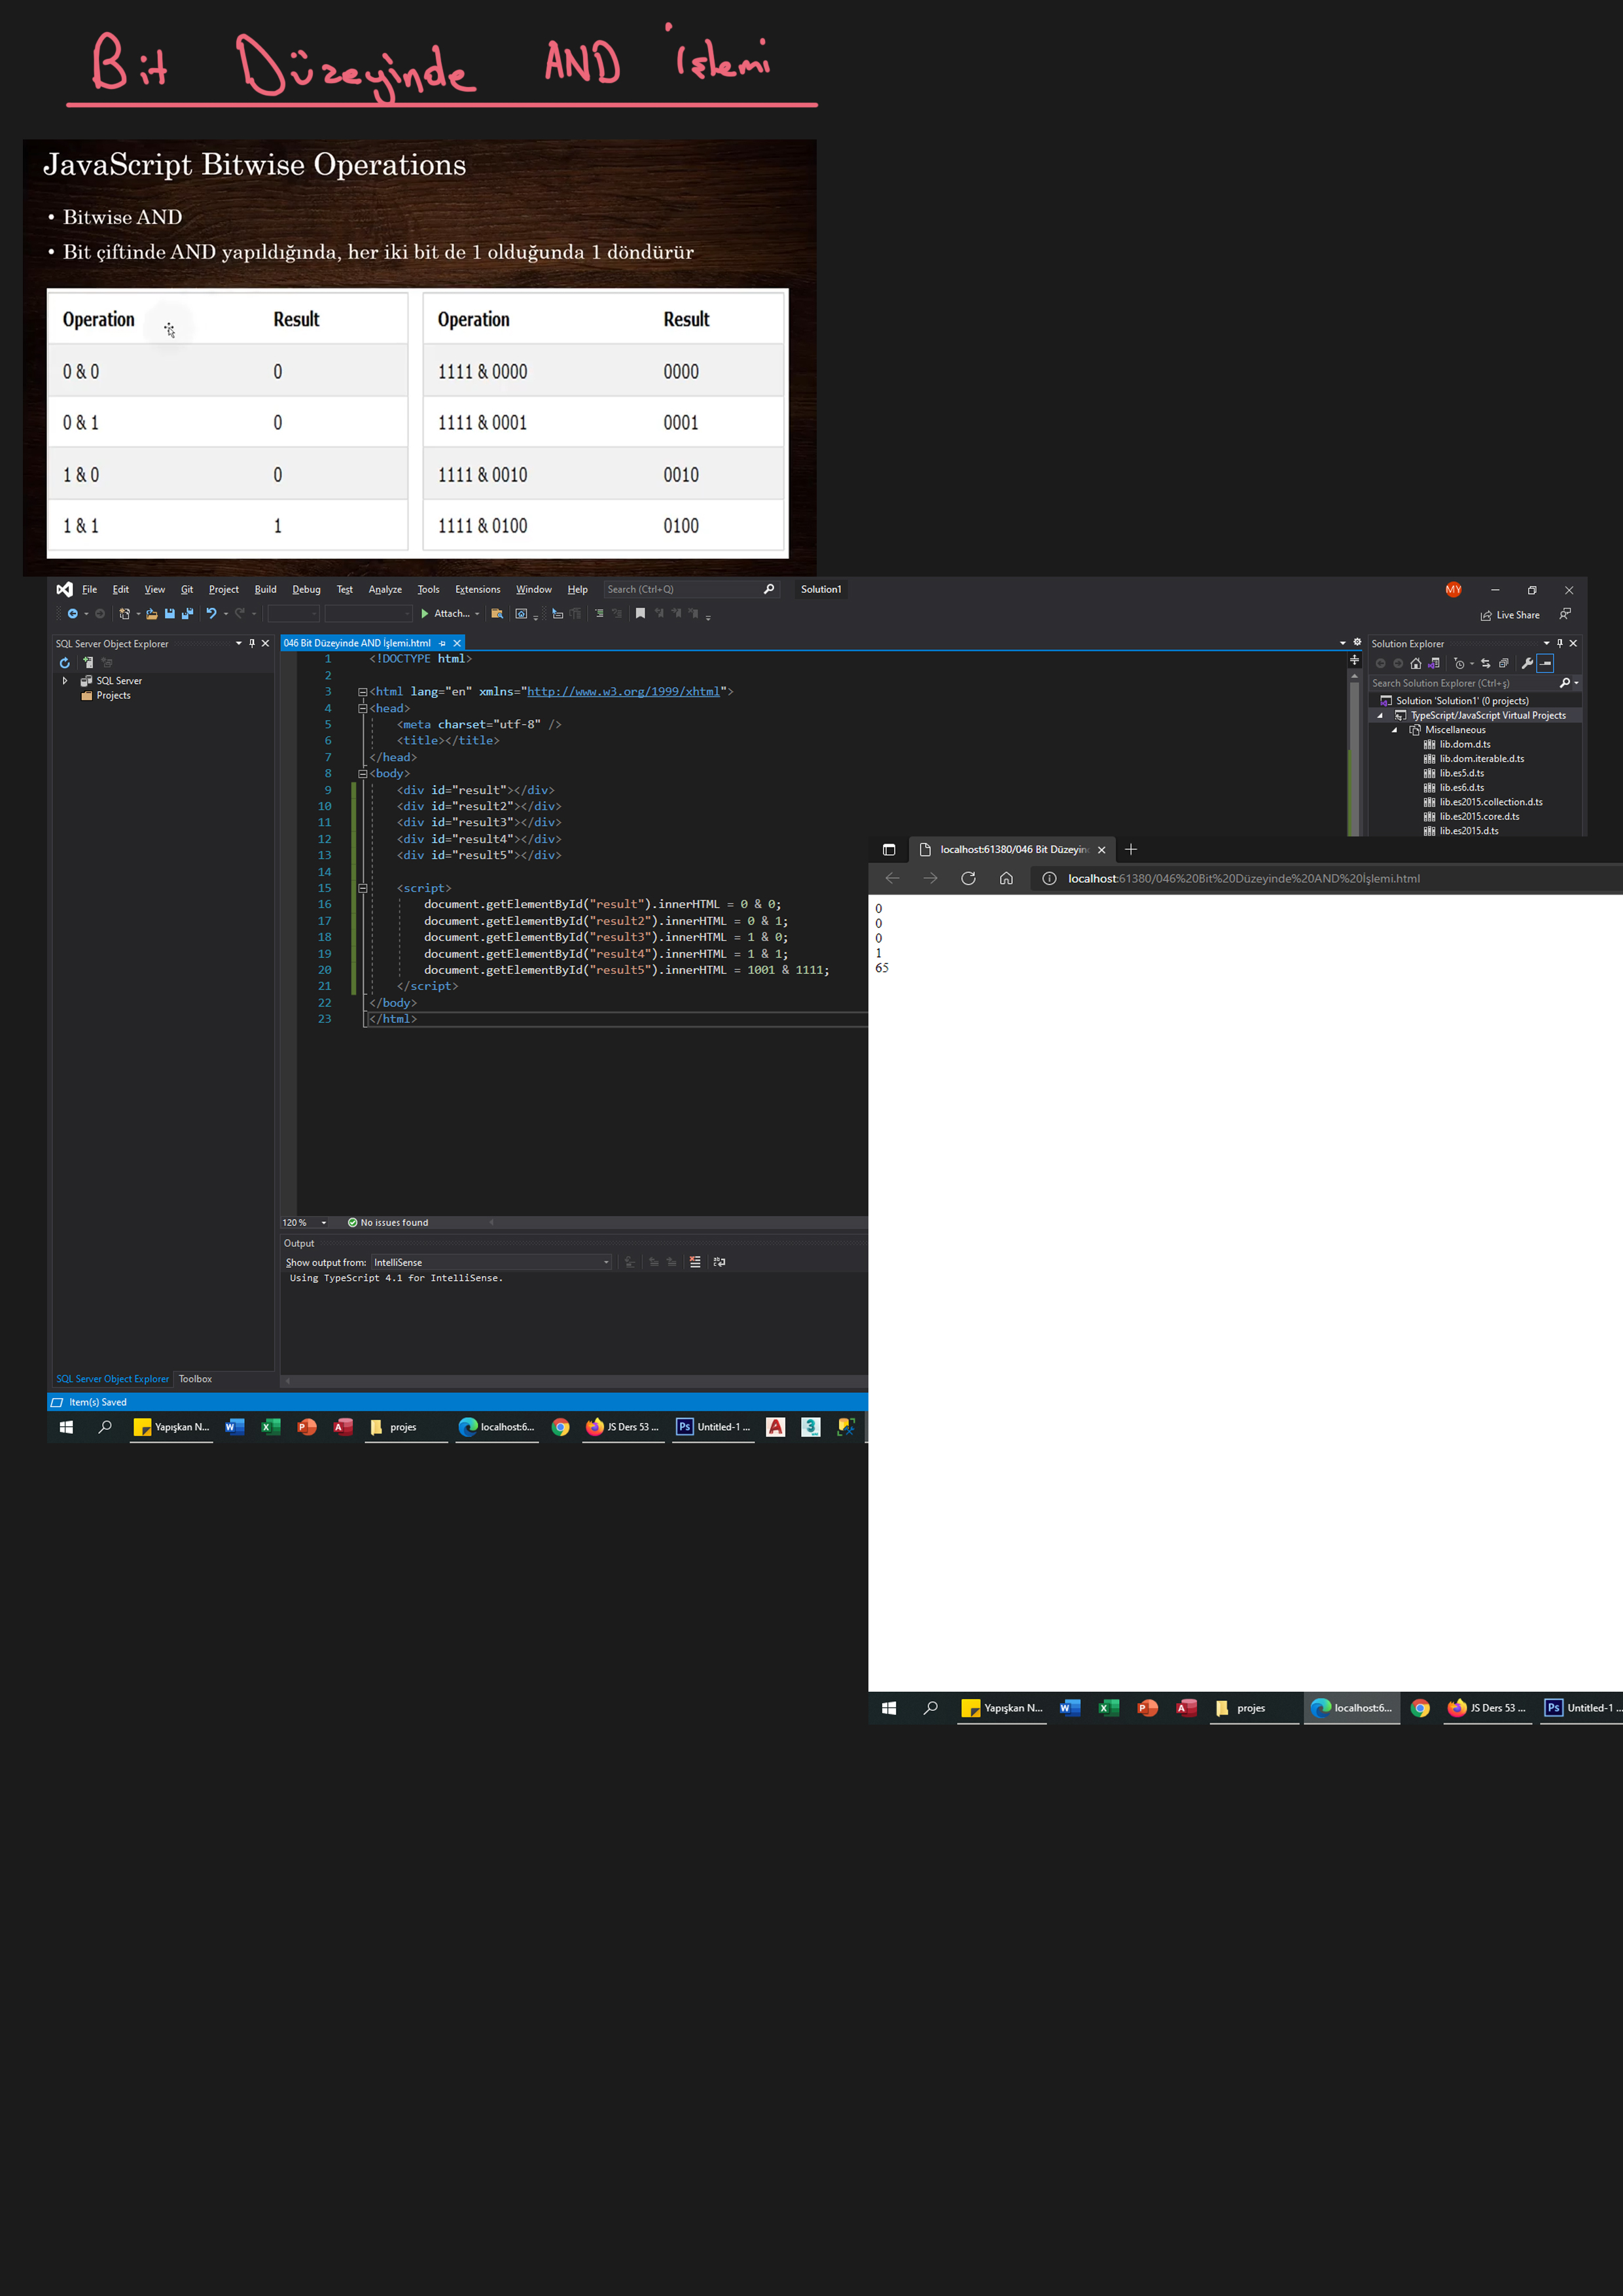 Bit Düzeyinde AND İşlemi
JavaScript Bitwise Operations
• Bitwise AND
• Bit çiftinde AND yapıldığında, her iki bit de 1 olduğunda 1 döndürür
Operation Result Operation Result
0 & 0 0 1111 & 0000 0000
0 & 1 0 1111 & 0001 0001
1 & 0 0 1111 & 0010 0010
1 & 1 1 1111 & 0100 0100
File Edit View Git Project Build Debug Test Analyze Tools Extensions Window Help Search (Ctrl+Q) Solution1 MY
Attach... Live Share
SQL Server Object Explorer
SQL Server
Projects
046 Bit Düzeyinde AND İşlemi.html
1 <!DOCTYPE html>
2
3 <html lang="en" xmlns="http://www.w3.org/1999/xhtml">
4 <head>
5 <meta charset="utf-8" />
6 <title></title>
7 </head>
8 <body>
9 <div id="result"></div>
10 <div id="result2"></div>
11 <div id="result3"></div>
12 <div id="result4"></div>
13 <div id="result5"></div>
14
15 <script>
16 document.getElementById("result").innerHTML = 0 & 0;
17 document.getElementById("result2").innerHTML = 0 & 1;
18 document.getElementById("result3").innerHTML = 1 & 0;
19 document.getElementById("result4").innerHTML = 1 & 1;
20 document.getElementById("result5").innerHTML = 1001 & 1111;
21 </script>
22 </body>
23 </html>
Solution Explorer
Search Solution Explorer (Ctrl+ş)
Solution 'Solution1' (0 projects)
TypeScript/JavaScript Virtual Projects
Miscellaneous
lib.dom.d.ts
lib.dom.iterable.d.ts
lib.es5.d.ts
lib.es6.d.ts
lib.es2015.collection.d.ts
lib.es2015.core.d.ts
lib.es2015.d.ts
localhost:61380/046 Bit Düzeyin
localhost:61380/046%20Bit%20Düzeyinde%20AND%20İşlemi.html
0
0
0
1
65
120 % No issues found
Output
Show output from: IntelliSense
Using TypeScript 4.1 for IntelliSense.
SQL Server Object Explorer Toolbox
Item(s) Saved
Yapışkan N... projes localhost:6... JS Ders 53 ... Ps Untitled-1 ...
Yapışkan N... projes localhost:6... JS Ders 53 ... Ps Untitled-1 ...